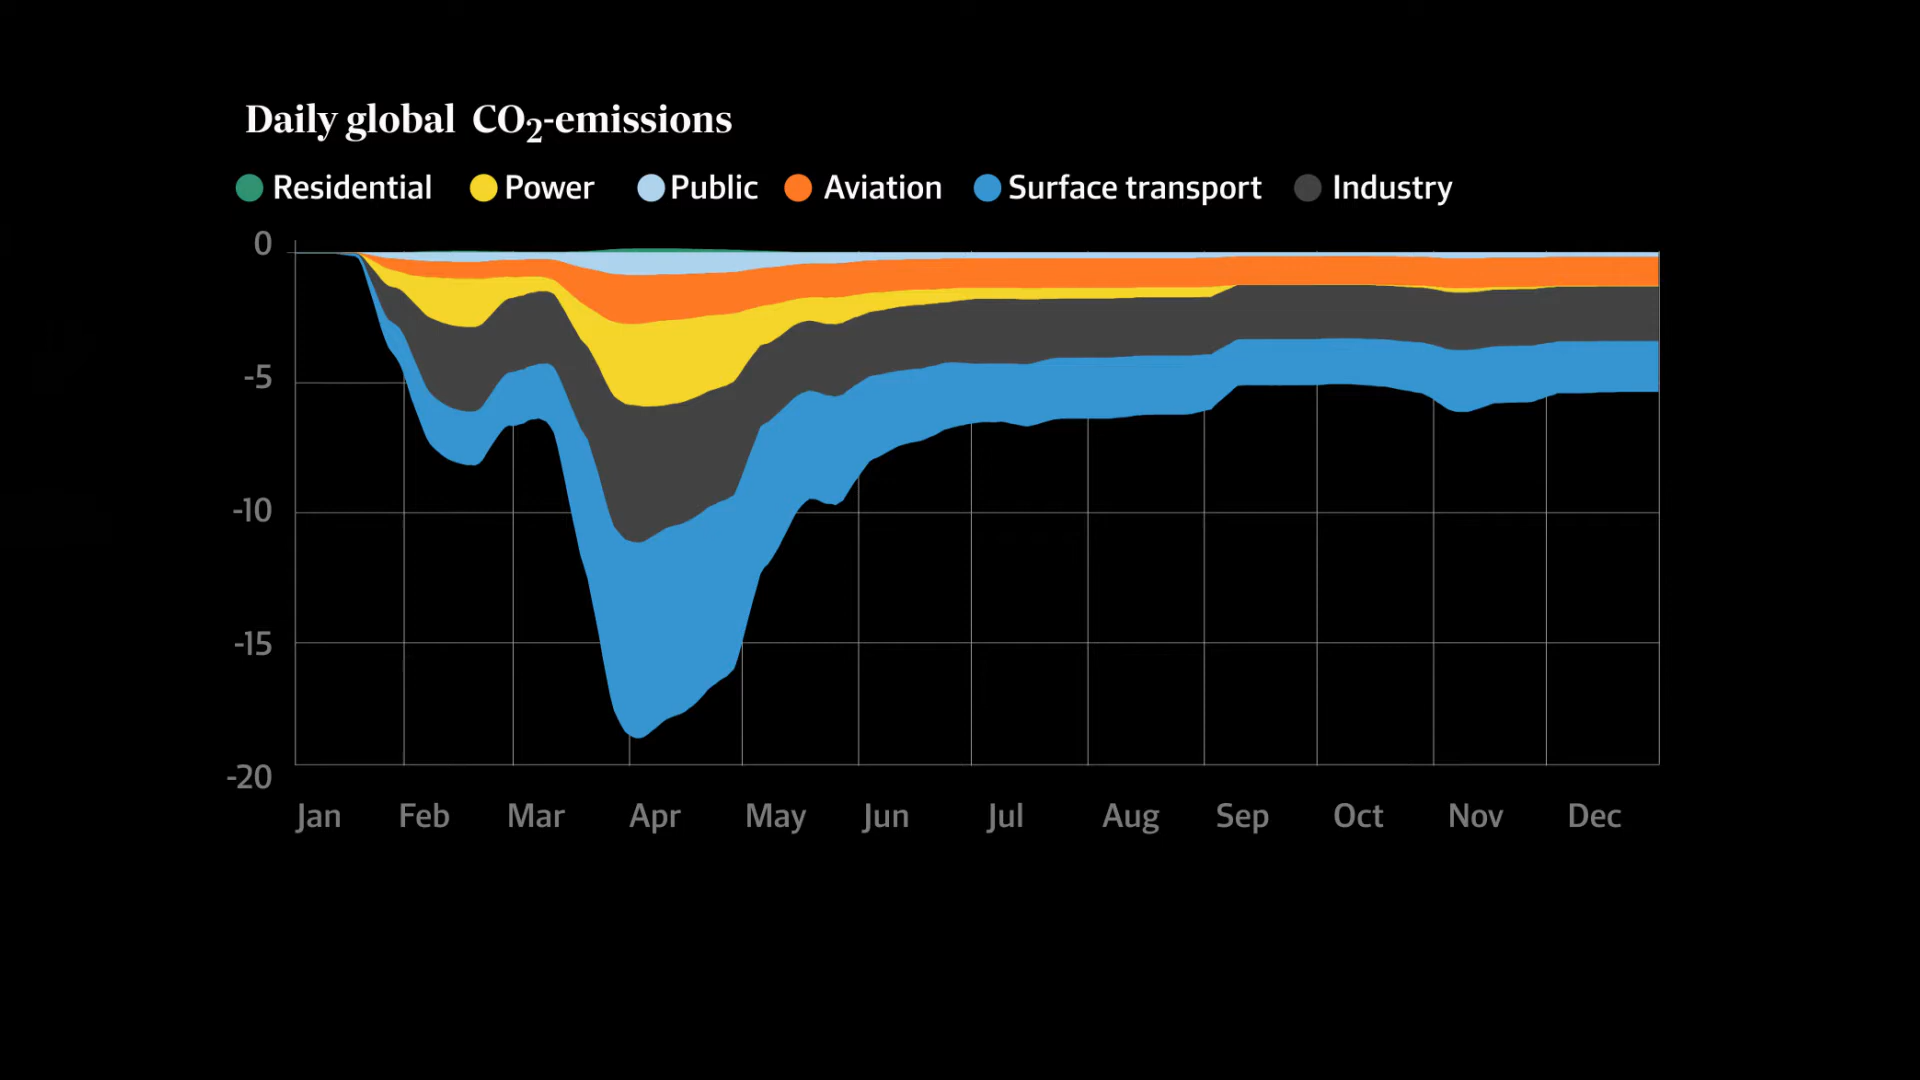 Daily global CO₂-emissions
Residential Power Public Aviation Surface transport Industry
0
-5
-10
-15
-20
Jan Feb Mar Apr May Jun Jul Aug Sep Oct Nov Dec